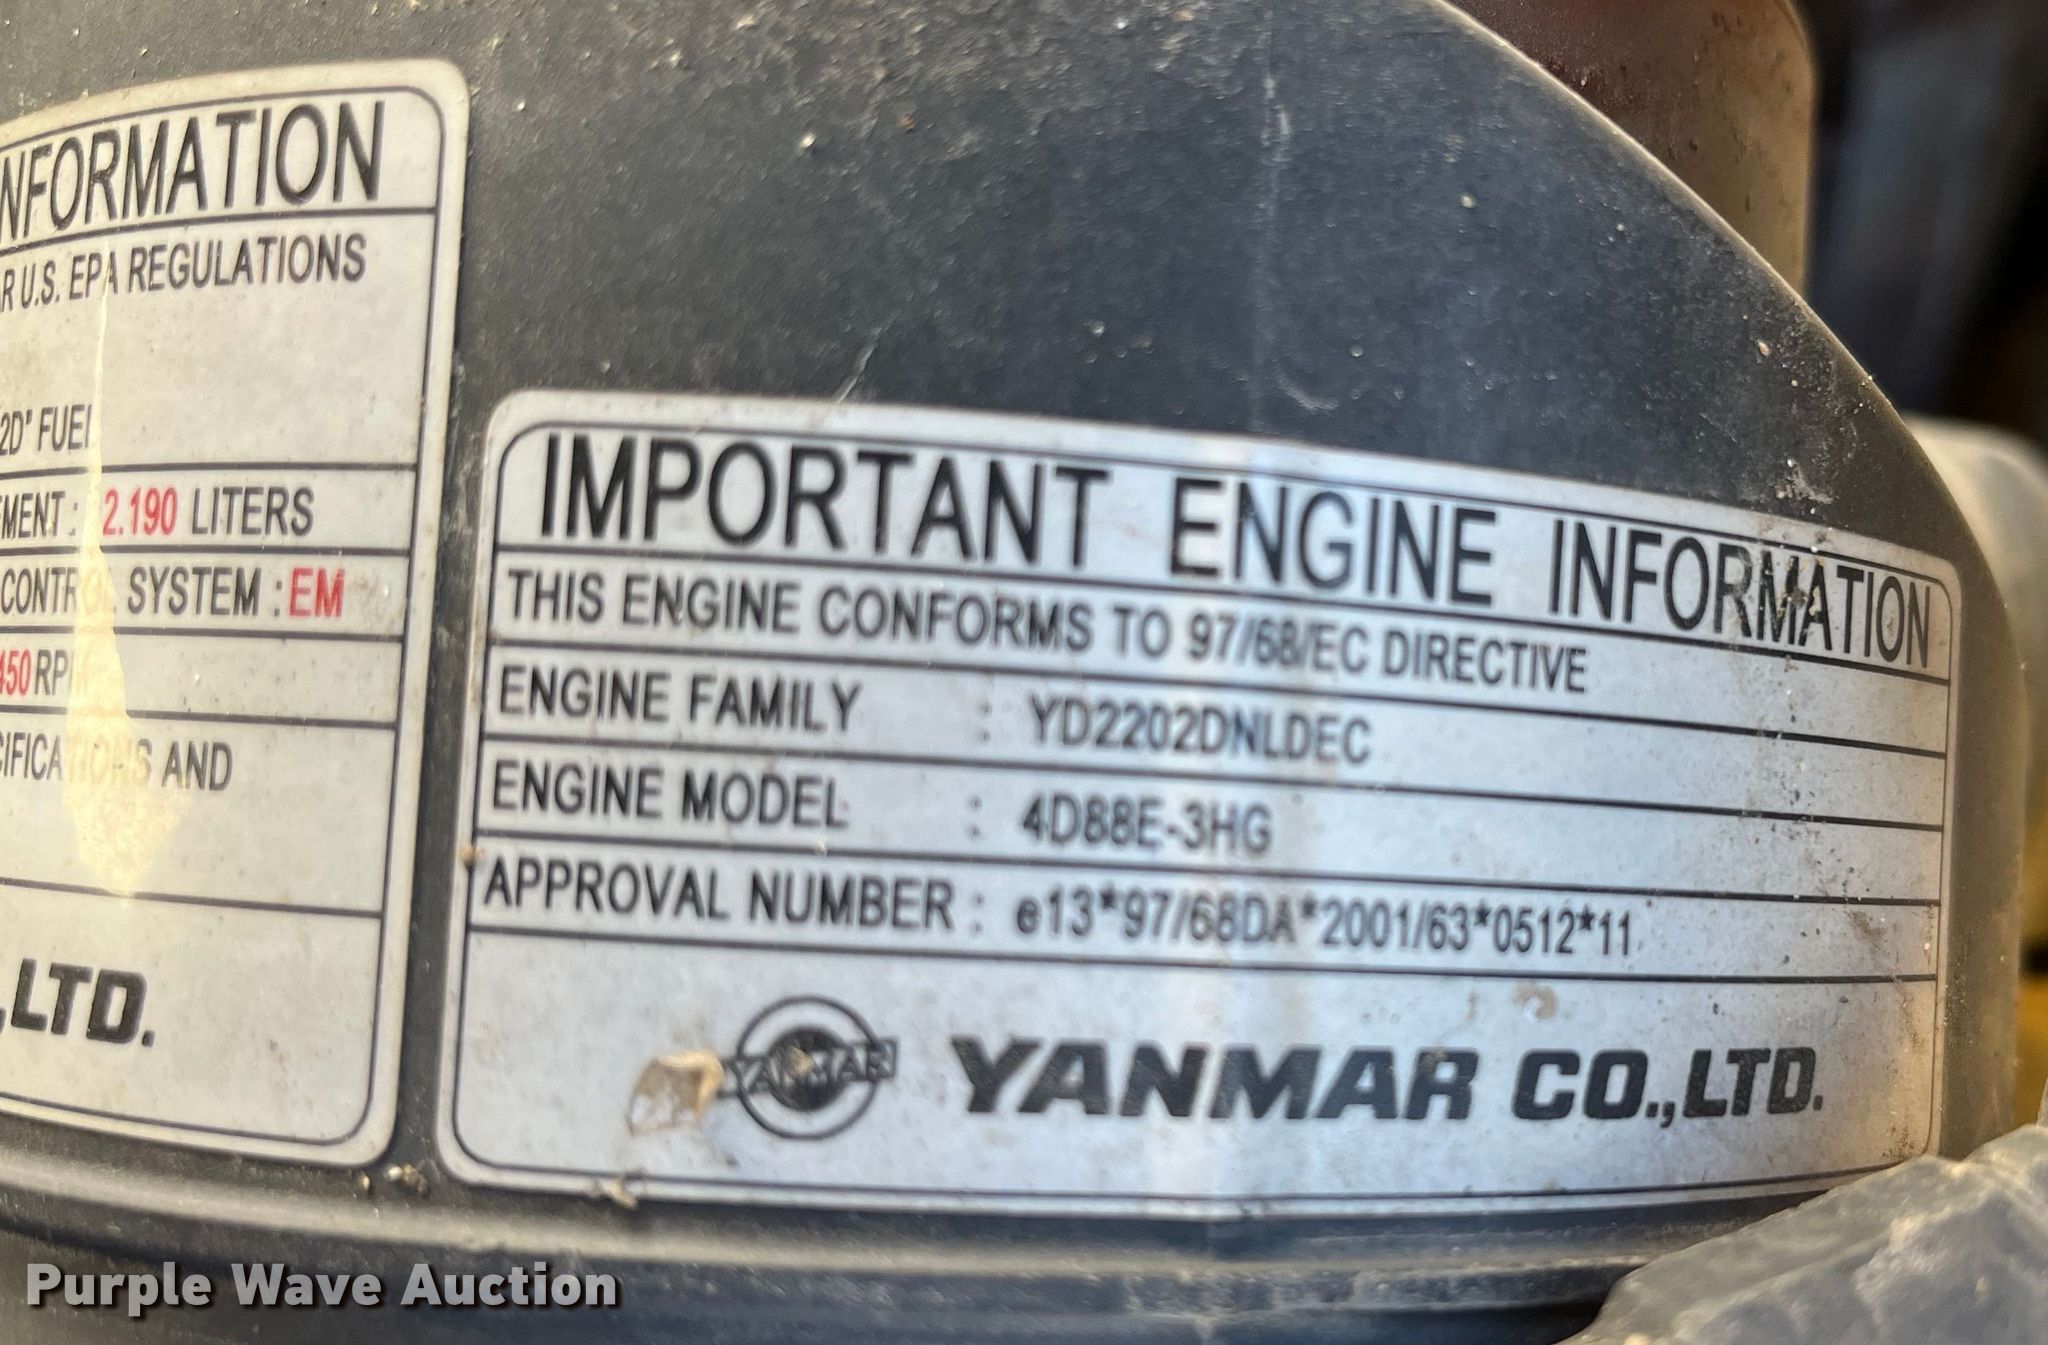 NFORMATION
R U.S. EPA REGULATIONS
2D" FUEL
MENT : 2.190 LITERS
CONTROL SYSTEM : EM
450 RPM
CIFICATIONS AND
,LTD.
IMPORTANT ENGINE INFORMATION
THIS ENGINE CONFORMS TO 97/68/EC DIRECTIVE
ENGINE FAMILY : YD2202DNLDEC
ENGINE MODEL : 4D88E-3HG
APPROVAL NUMBER : e13*97/68DA*2001/63*0512*11
YANMAR YANMAR CO.,LTD.
Purple Wave Auction